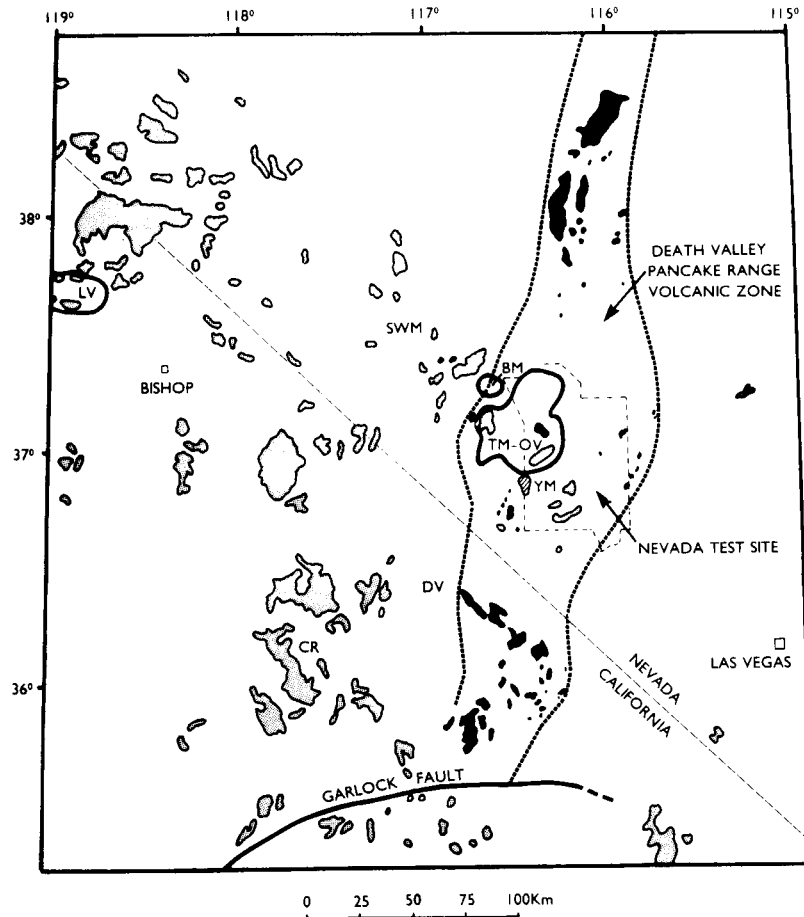 119° 118° 117° 116° 115°
38°
DEATH VALLEY
PANCAKE RANGE
VOLCANIC ZONE
LV
SWM
BM
BISHOP
37°
TM-OV
YM
NEVADA TEST SITE
DV
CR
NEVADA
LAS VEGAS
36°
CALIFORNIA
GARLOCK FAULT
0 25 50 75 100Km